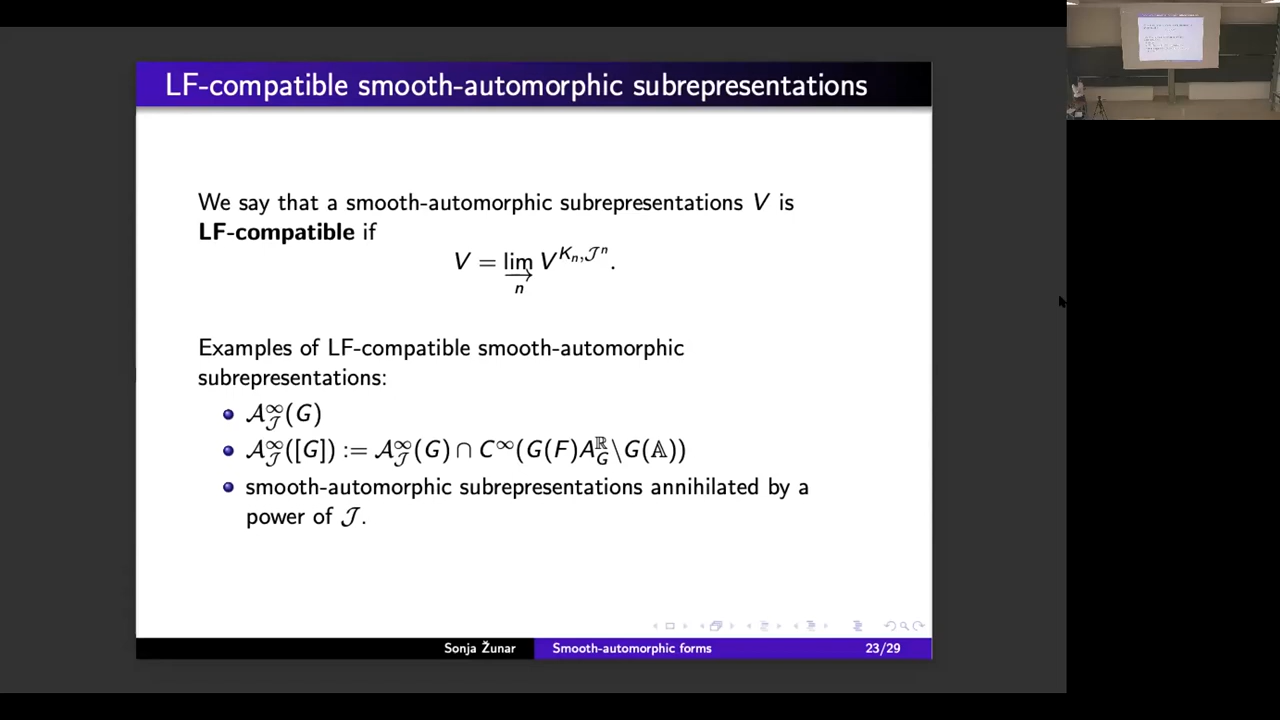 LF-compatible smooth-automorphic subrepresentations
We say that a smooth-automorphic subrepresentations V is
LF-compatible if
V = lim_{→n} V^{K_n, 𝒥^n}.
Examples of LF-compatible smooth-automorphic
subrepresentations:
𝒜^∞_𝒥(G)
𝒜^∞_𝒥([G]) := 𝒜^∞_𝒥(G) ∩ C^∞(G(F)A^ℝ_G\G(𝔸))
smooth-automorphic subrepresentations annihilated by a
power of 𝒥.
Sonja Žunar Smooth-automorphic forms 23/29